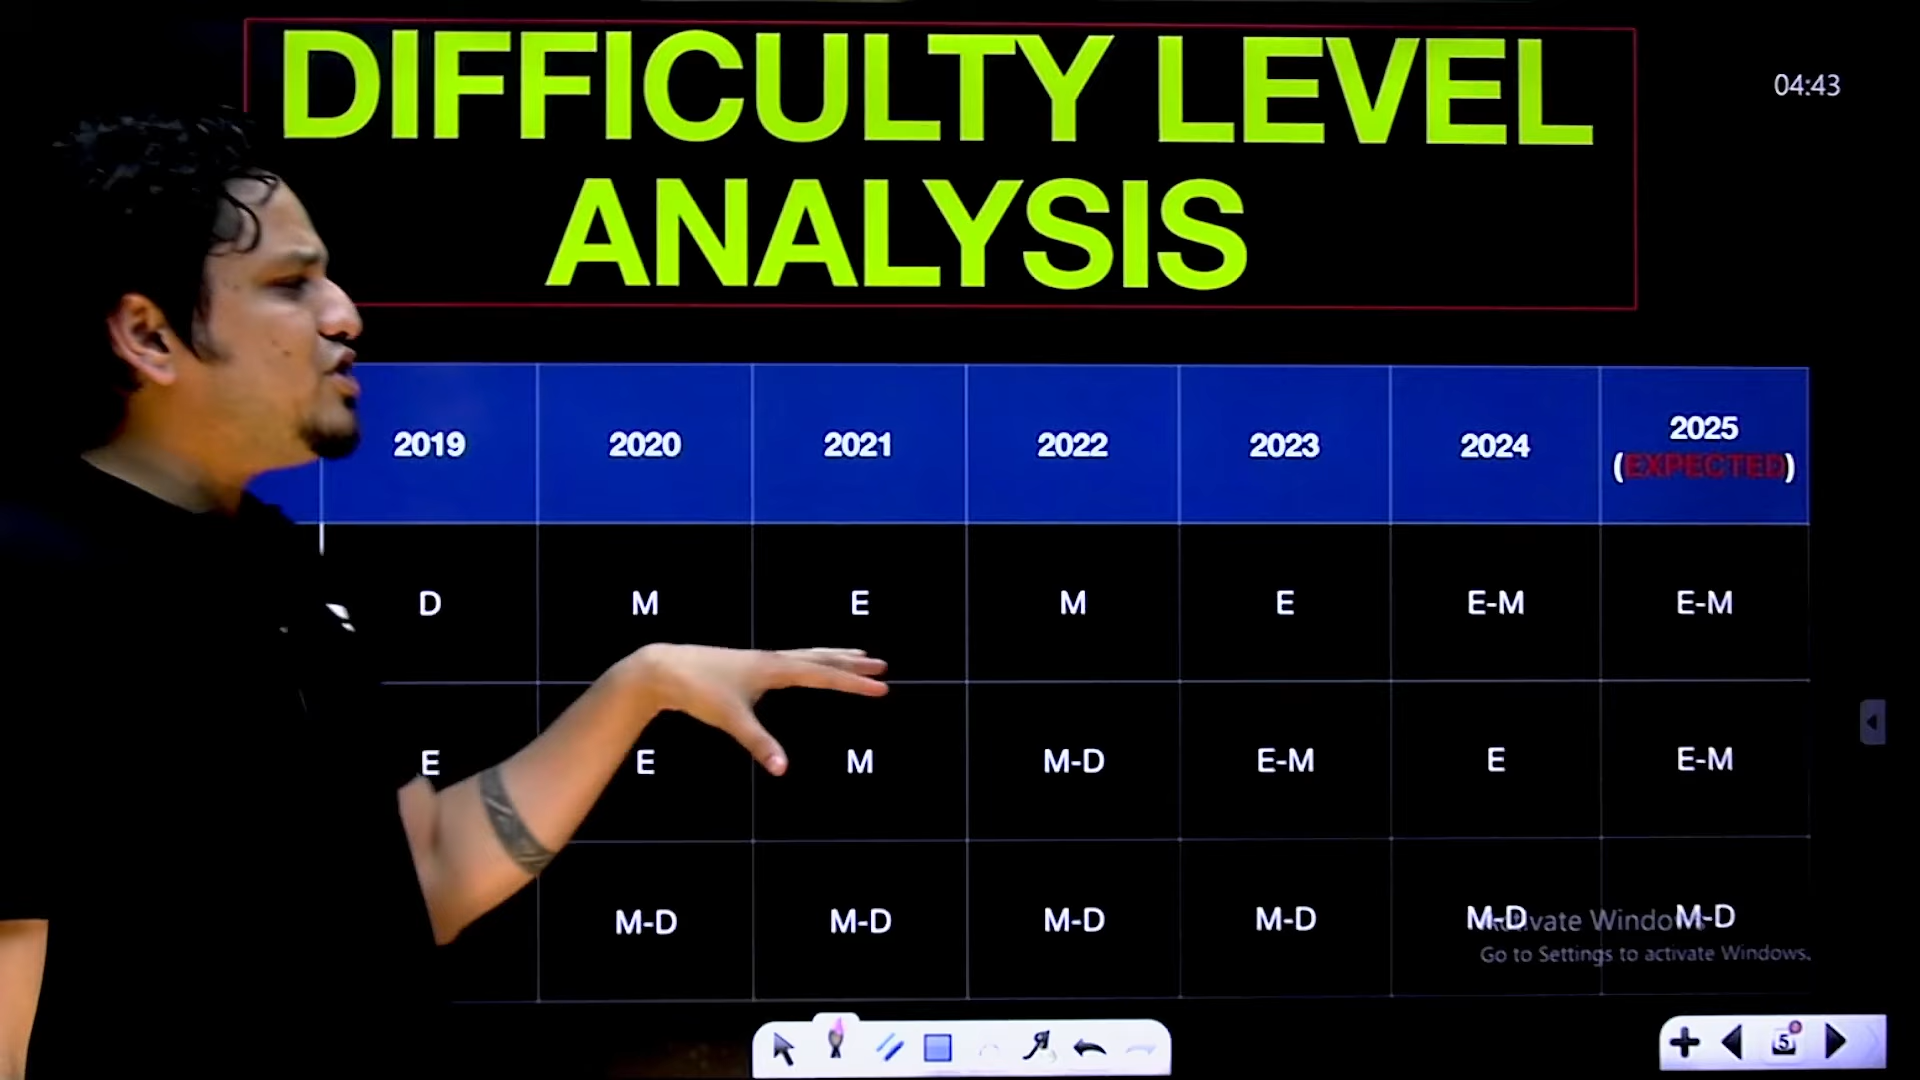 DIFFICULTY LEVEL
ANALYSIS
04:43
2019 2020 2021 2022 2023 2024 2025
(EXPECTED)
D M E M E E-M E-M
E E M M-D E-M E E-M
M-D M-D M-D M-D M-D M-D
Activate Windows
Go to Settings to activate Windows.
5